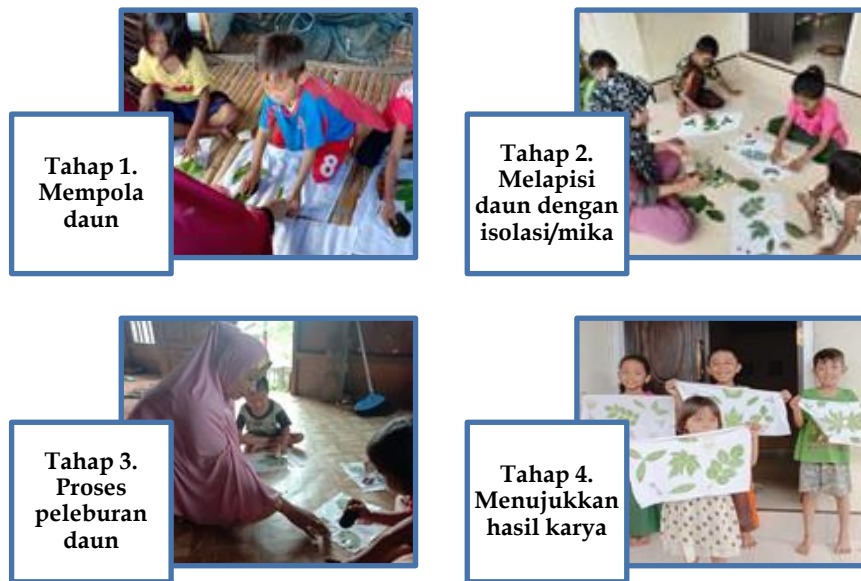 Tahap 1.
Mempola
daun
Tahap 2.
Melapisi
daun dengan
isolasi/mika
Tahap 3.
Proses
peleburan
daun
Tahap 4.
Menujukkan
hasil karya
8